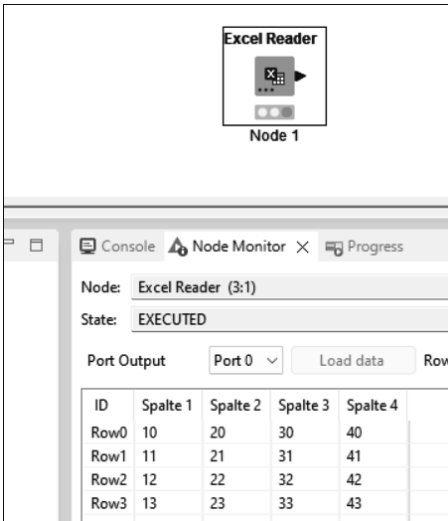 Excel Reader
Node 1
Console Node Monitor Progress
Node: Excel Reader (3:1)
State: EXECUTED
Port Output Port 0 Load data
ID Spalte 1 Spalte 2 Spalte 3 Spalte 4
Row0 10 20 30 40
Row1 11 21 31 41
Row2 12 22 32 42
Row3 13 23 33 43